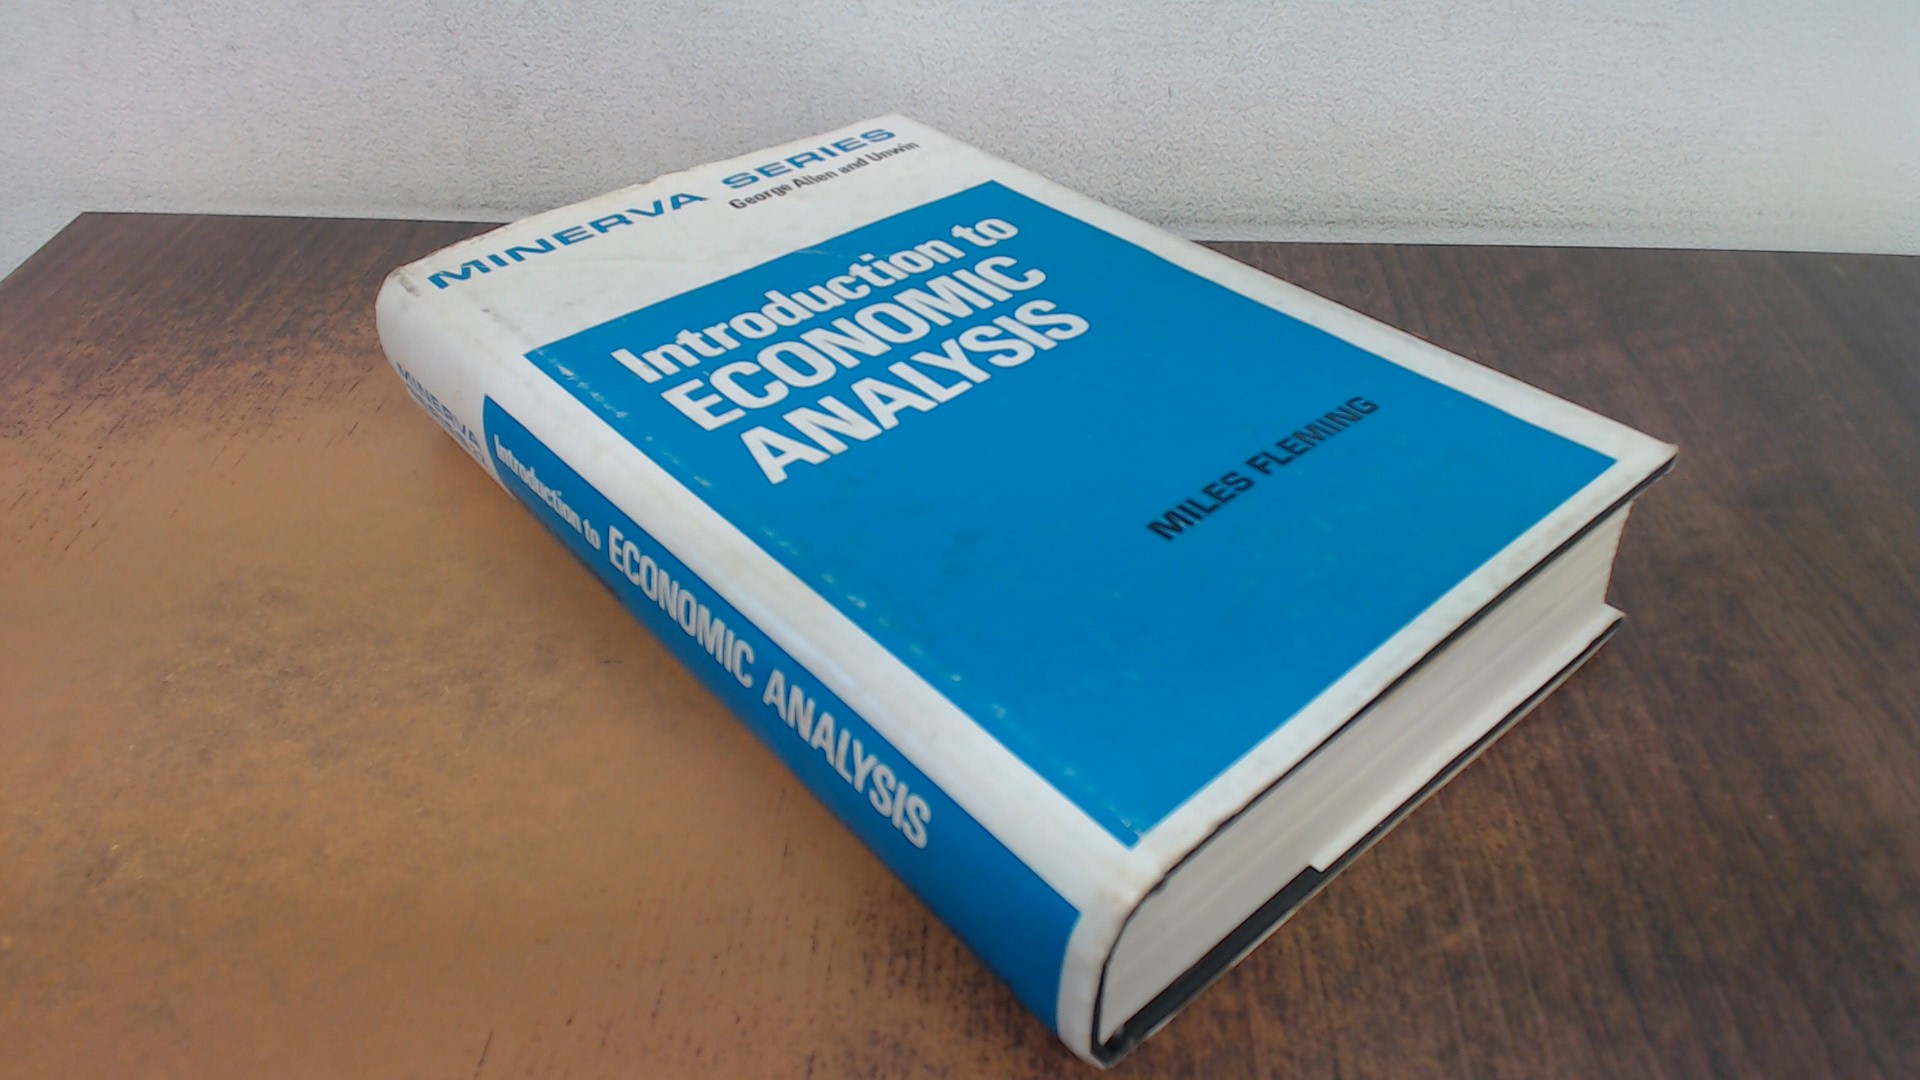 MINERVA SERIES
George Allen and Unwin
Introduction to
ECONOMIC
ANALYSIS
MILES FLEMING
MINERVA
Introduction to ECONOMIC ANALYSIS